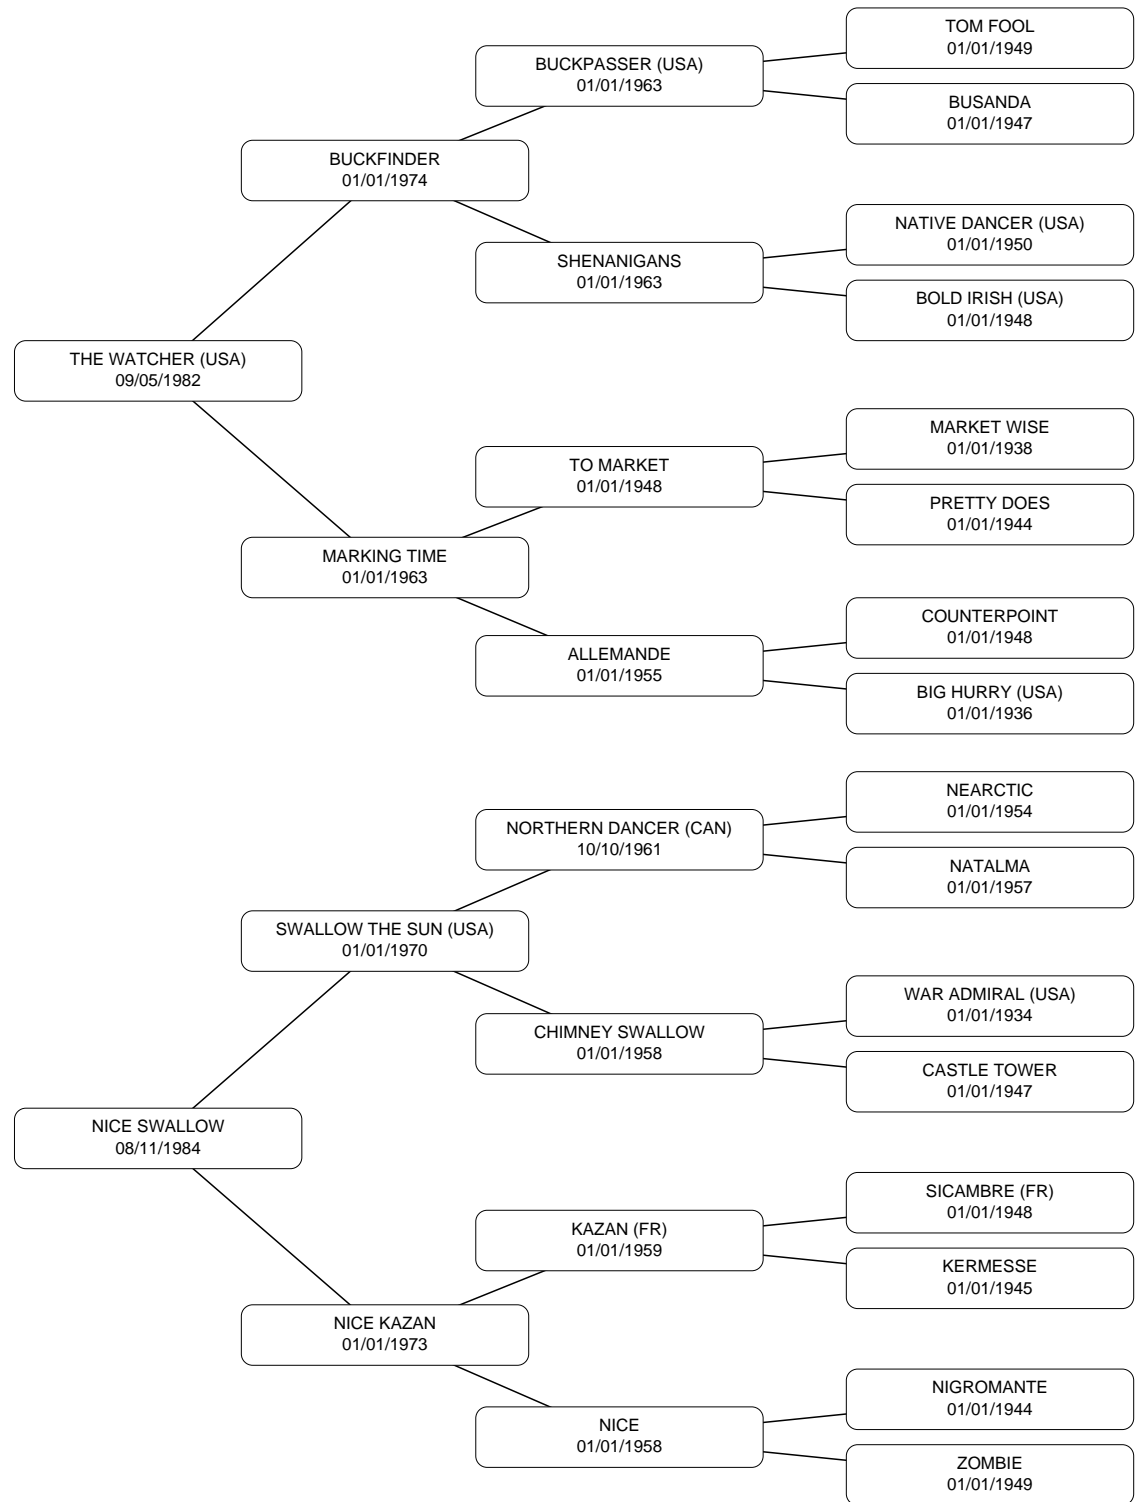 TOM FOOL
01/01/1949
BUCKPASSER (USA)
01/01/1963
BUSANDA
01/01/1947
BUCKFINDER
01/01/1974
NATIVE DANCER (USA)
01/01/1950
SHENANIGANS
01/01/1963
BOLD IRISH (USA)
01/01/1948
THE WATCHER (USA)
09/05/1982
MARKET WISE
01/01/1938
TO MARKET
01/01/1948
PRETTY DOES
01/01/1944
MARKING TIME
01/01/1963
COUNTERPOINT
01/01/1948
ALLEMANDE
01/01/1955
BIG HURRY (USA)
01/01/1936
NEARCTIC
01/01/1954
NORTHERN DANCER (CAN)
10/10/1961
NATALMA
01/01/1957
SWALLOW THE SUN (USA)
01/01/1970
WAR ADMIRAL (USA)
01/01/1934
CHIMNEY SWALLOW
01/01/1958
CASTLE TOWER
01/01/1947
NICE SWALLOW
08/11/1984
SICAMBRE (FR)
01/01/1948
KAZAN (FR)
01/01/1959
KERMESSE
01/01/1945
NICE KAZAN
01/01/1973
NIGROMANTE
01/01/1944
NICE
01/01/1958
ZOMBIE
01/01/1949